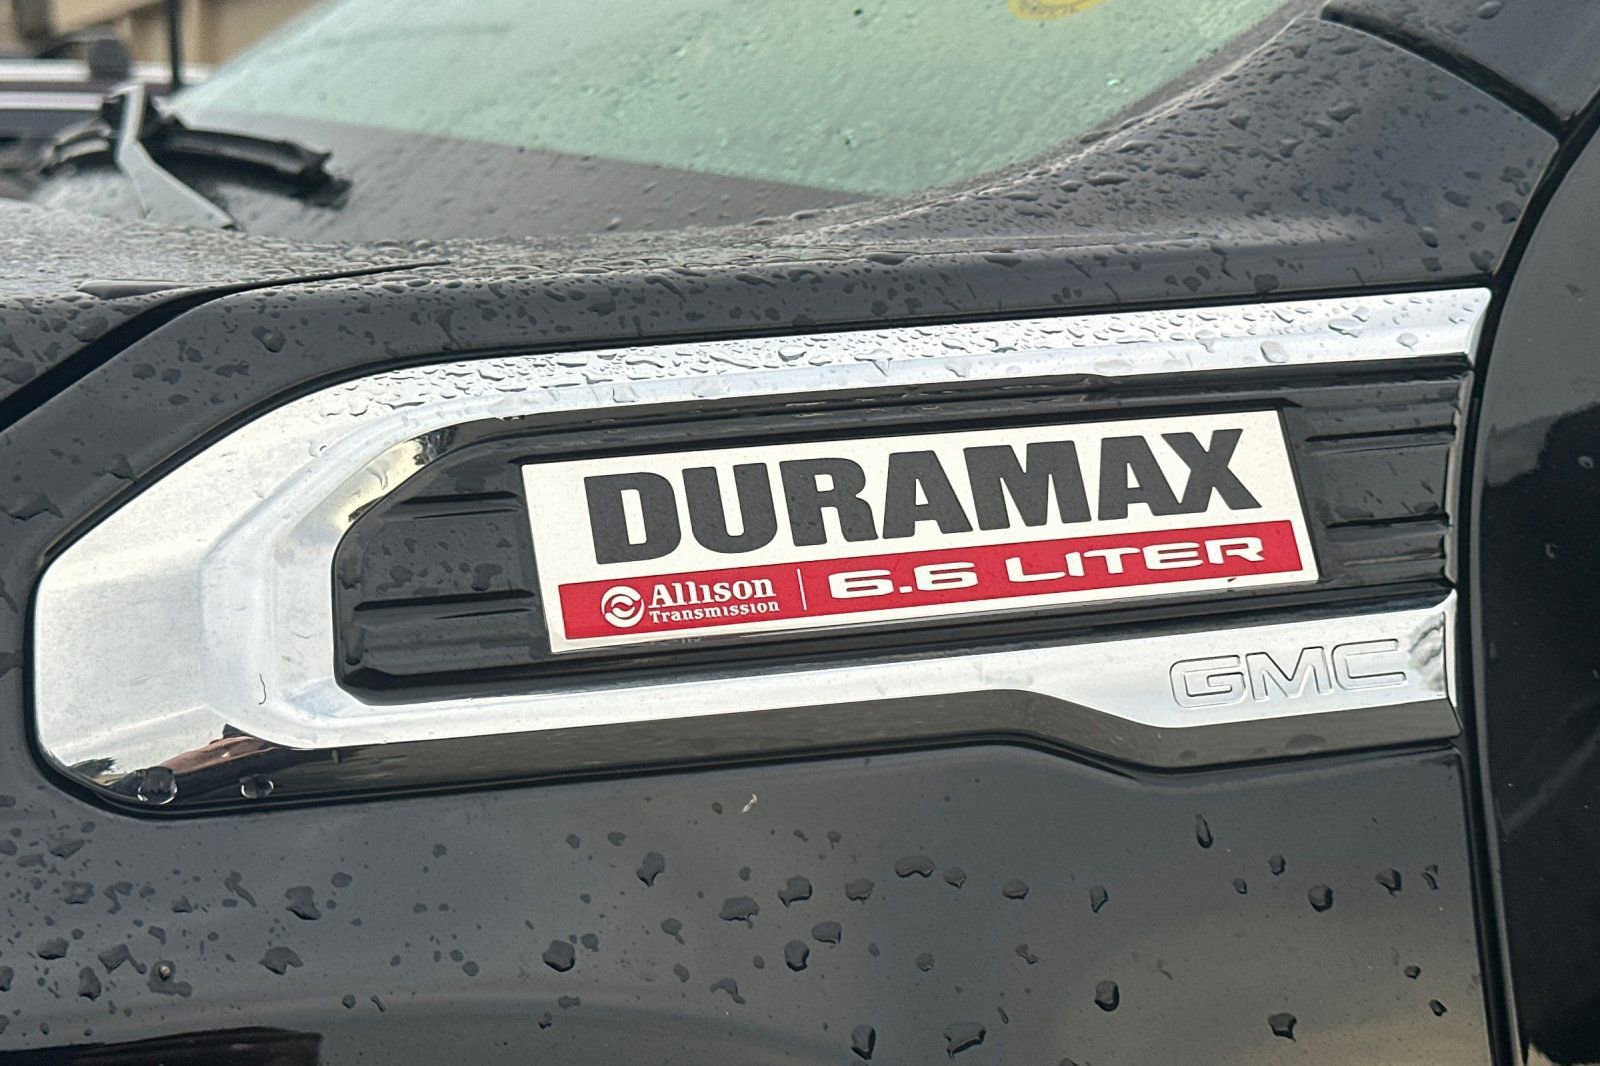 DURAMAX
Allison
Transmission
6.6 LITER
GMC